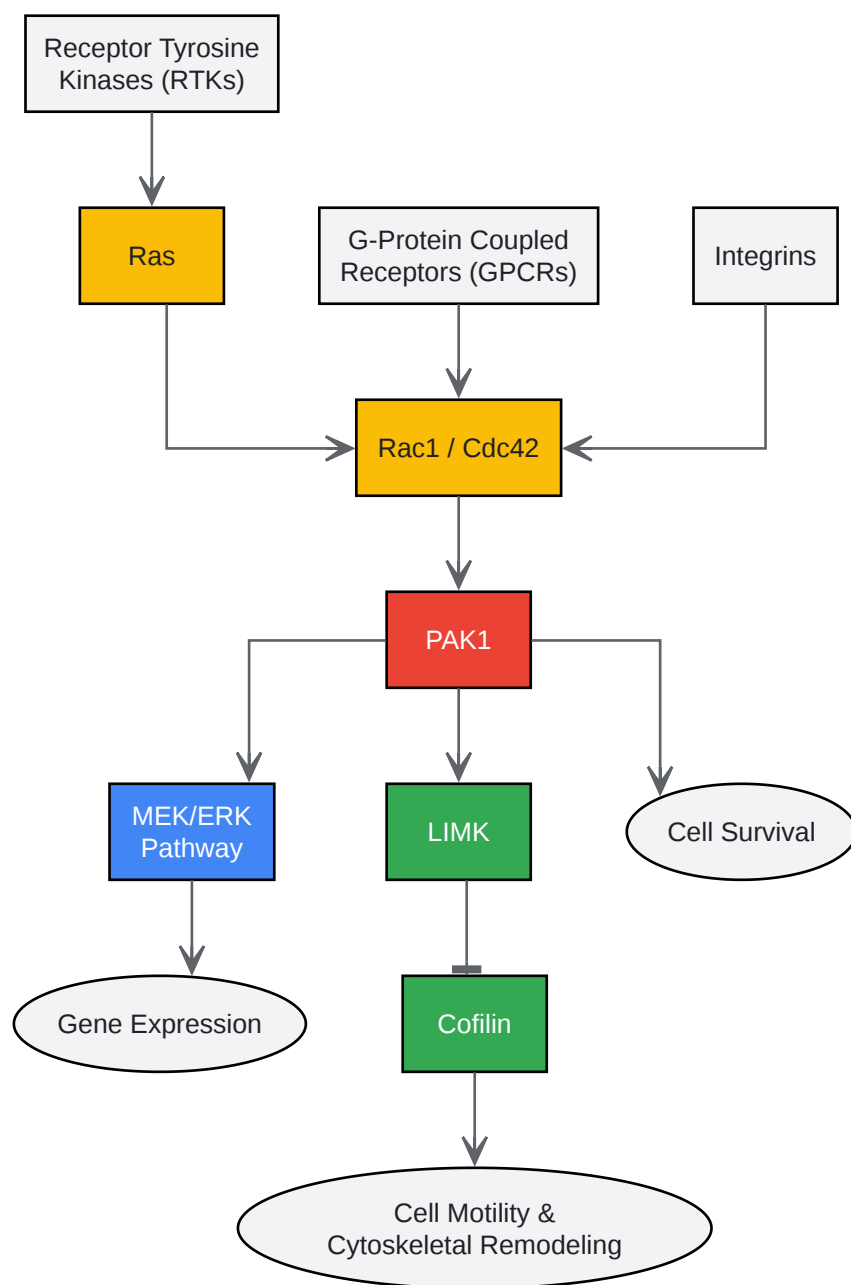 Receptor Tyrosine
Kinases (RTKs)
Ras
G-Protein Coupled
Receptors (GPCRs)
Integrins
Rac1 / Cdc42
PAK1
MEK/ERK
Pathway
LIMK
Cell Survival
Gene Expression
Cofilin
Cell Motility &
Cytoskeletal Remodeling